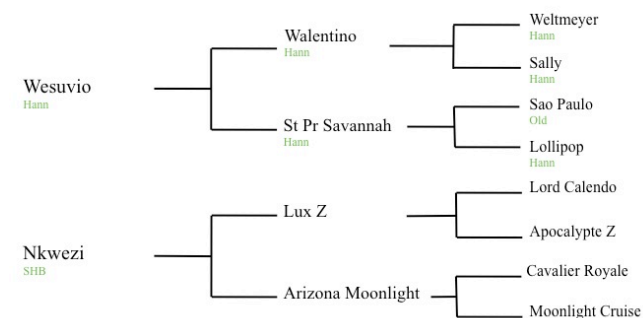 Weltmeyer
Hann
Walentino
Hann
Sally
Hann
Wesuvio
Hann
Sao Paulo
Old
St Pr Savannah
Hann
Lollipop
Hann
Lord Calendo
Lux Z
Apocalypte Z
Nkwezi
SHB
Cavalier Royale
Arizona Moonlight
Moonlight Cruise